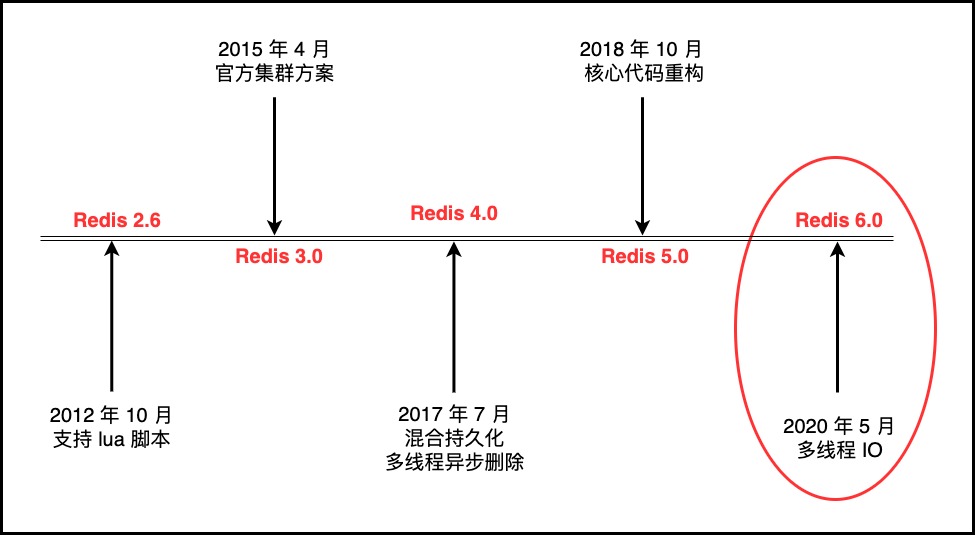 2015 年 4 月
官方集群方案
2018 年 10 月
核心代码重构
Redis 2.6
Redis 3.0
Redis 4.0
Redis 5.0
Redis 6.0
2012 年 10 月
支持 lua 脚本
2017 年 7 月
混合持久化
多线程异步删除
2020 年 5 月
多线程 IO